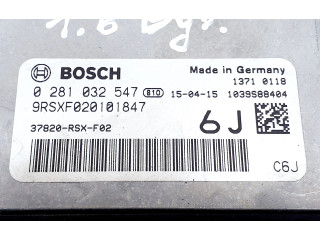 BOSCH
Made in Germany
1371 0118
0 281 032 547 B10 15-04-15 1039S88404
9RSXF020101847
6J
37820-RSX-F02
C6J